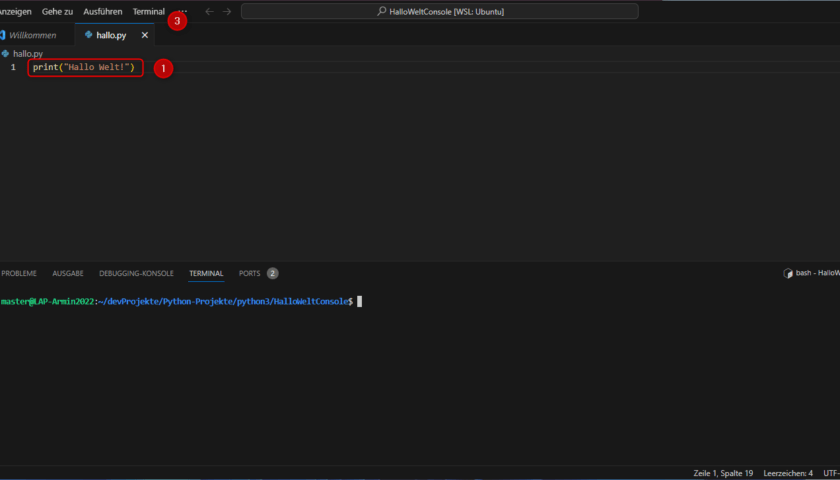 Anzeigen Gehe zu Ausführen Terminal ... HalloWeltConsole [WSL: Ubuntu]
3
Willkommen hallo.py
hallo.py
1 print("Hallo Welt!") 1
PROBLEME AUSGABE DEBUGGING-KONSOLE TERMINAL PORTS 2 bash - HalloW
master@LAP-Armin2022:~/devProjekte/Python-Projekte/python3/HalloWeltConsole$
Zeile 1, Spalte 19 Leerzeichen: 4 UTF-